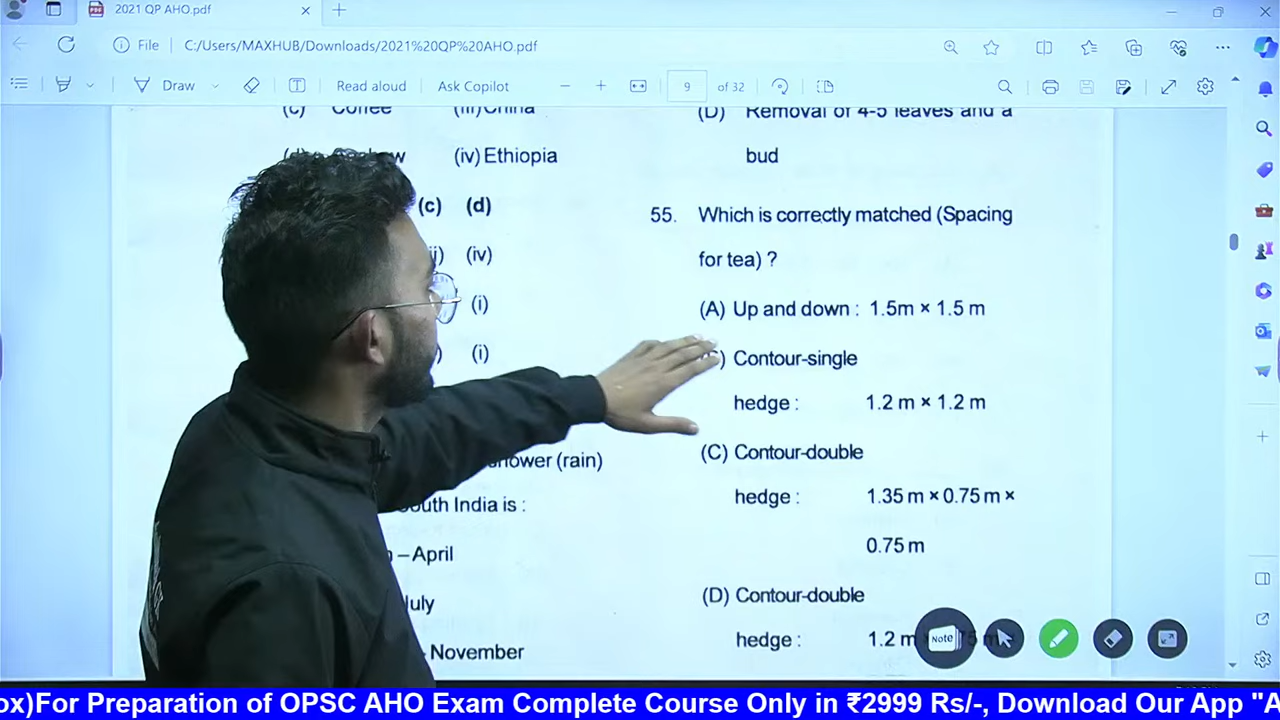 2021 QP AHO.pdf
File
C:/Users/MAXHUB/Downloads/2021%20QP%20AHO.pdf
Draw
Read aloud
Ask Copilot
9
of 32
(c) Coffee (iii) China
(iv) Ethiopia
(c) (d)
(iv)
(i)
(i)
(rain)
South India is :
– April
July
November
(D) Removal of 4-5 leaves and a
bud
55. Which is correctly matched (Spacing
for tea) ?
(A) Up and down : 1.5m × 1.5 m
Contour-single
hedge : 1.2 m × 1.2 m
(C) Contour-double
hedge : 1.35 m × 0.75 m ×
0.75 m
(D) Contour-double
hedge : 1.2 m
Note
ox)For Preparation of OPSC AHO Exam Complete Course Only in ₹2999 Rs/-, Download Our App "A